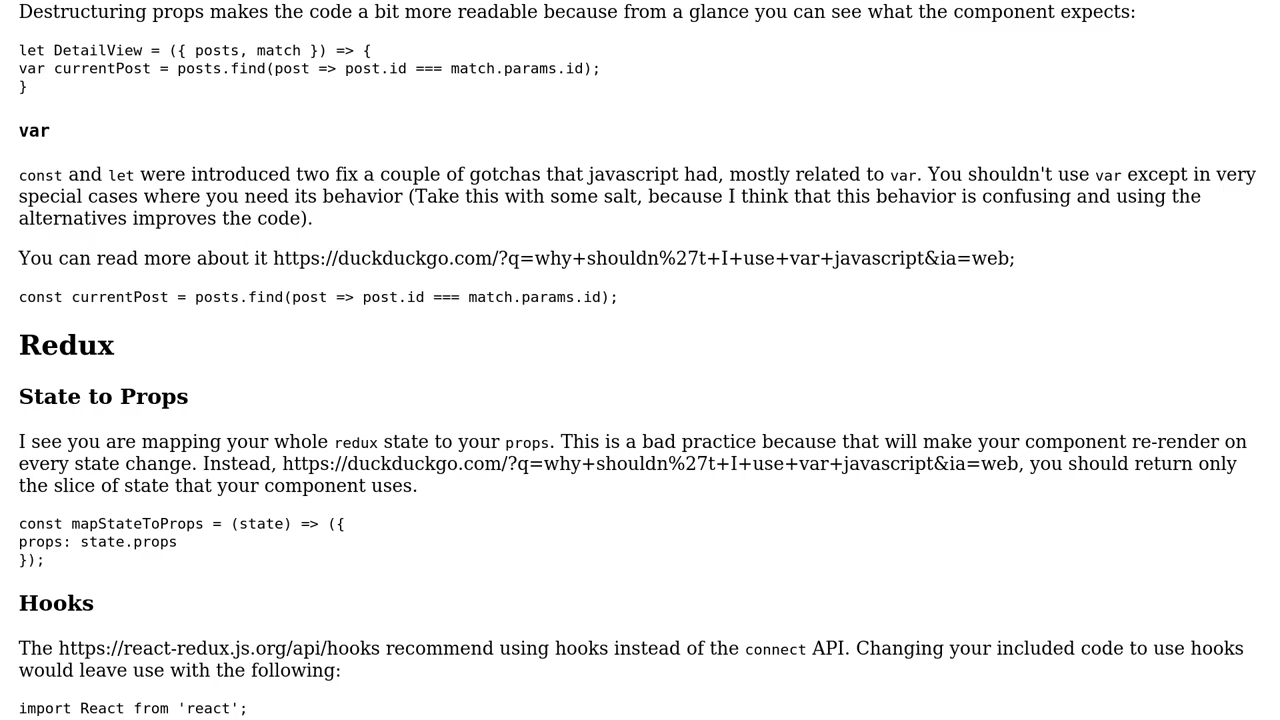 Destructuring props makes the code a bit more readable because from a glance you can see what the component expects:
let DetailView = ({ posts, match }) => {
var currentPost = posts.find(post => post.id === match.params.id);
}
var
const and let were introduced two fix a couple of gotchas that javascript had, mostly related to var. You shouldn't use var except in very
special cases where you need its behavior (Take this with some salt, because I think that this behavior is confusing and using the
alternatives improves the code).
You can read more about it https://duckduckgo.com/?q=why+shouldn%27t+I+use+var+javascript&ia=web;
const currentPost = posts.find(post => post.id === match.params.id);
Redux
State to Props
I see you are mapping your whole redux state to your props. This is a bad practice because that will make your component re-render on
every state change. Instead, https://duckduckgo.com/?q=why+shouldn%27t+I+use+var+javascript&ia=web, you should return only
the slice of state that your component uses.
const mapStateToProps = (state) => ({
props: state.props
});
Hooks
The https://react-redux.js.org/api/hooks recommend using hooks instead of the connect API. Changing your included code to use hooks
would leave use with the following:
import React from 'react';